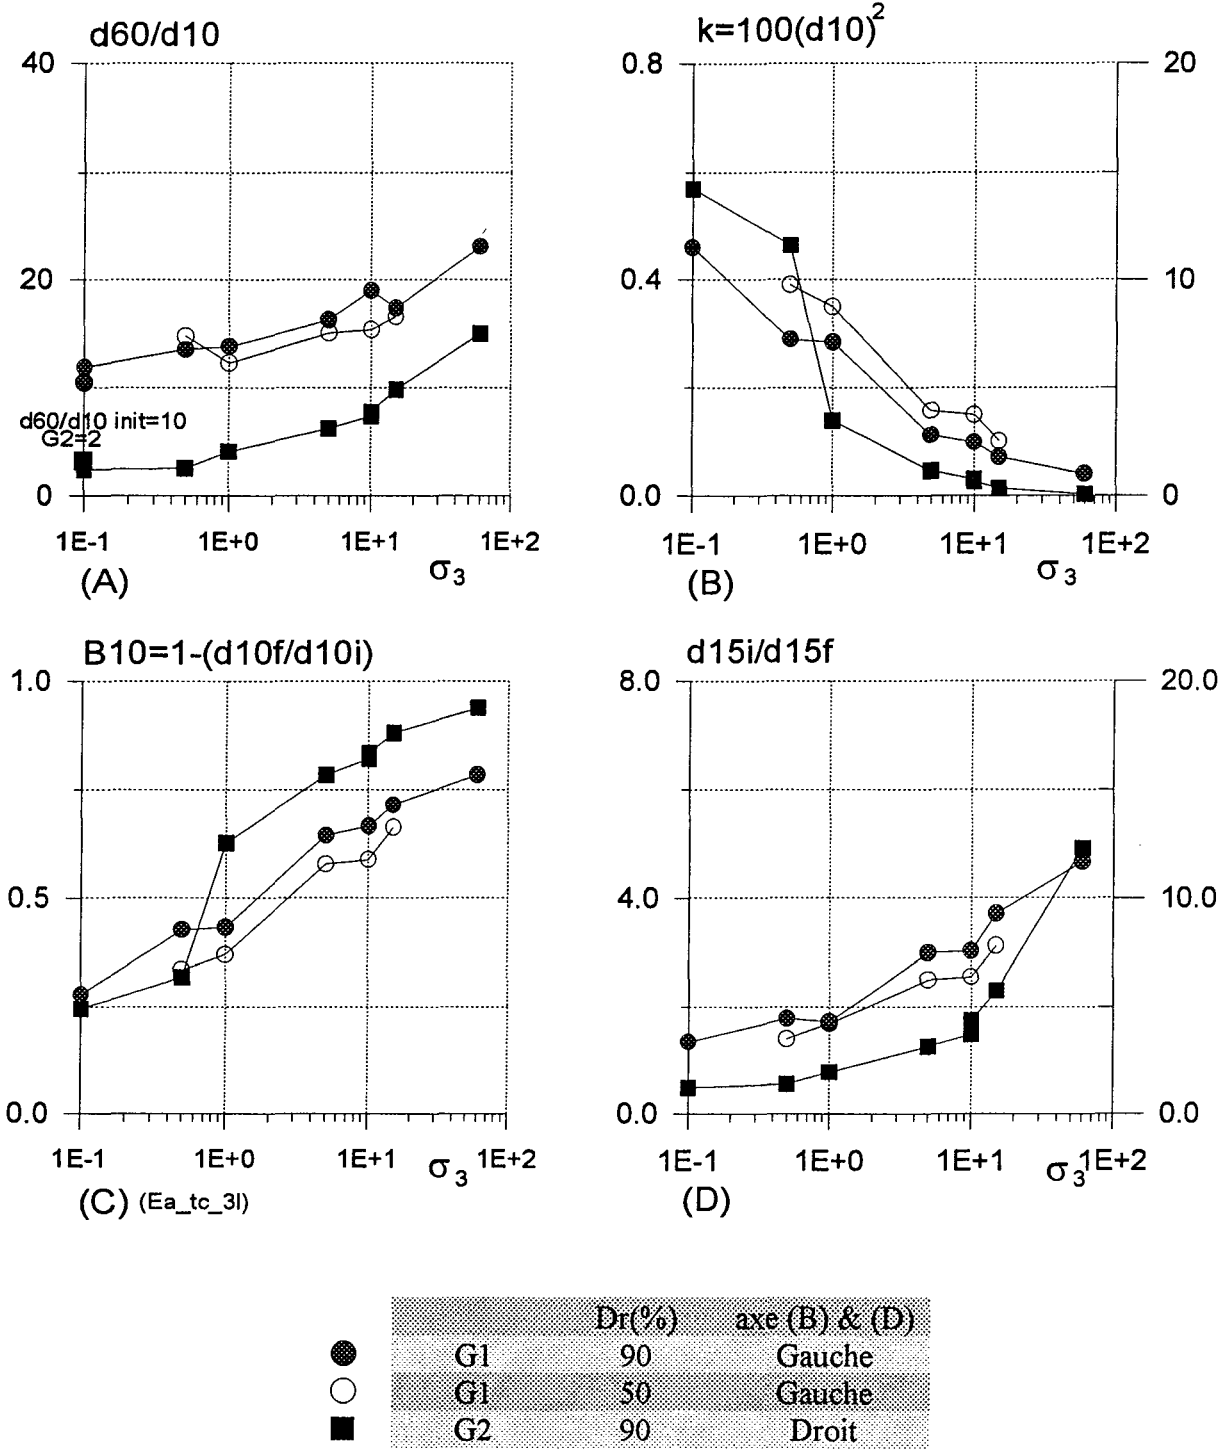 d60/d10
k=100(d10)²
40
20
0
d60/d10 init=10
G2=2
1E-1 1E+0 1E+1 1E+2
σ₃
(A)
0.8
0.4
0.0
20
10
0
1E-1 1E+0 1E+1 1E+2
σ₃
(B)
B10=1-(d10f/d10i)
d15i/d15f
1.0
0.5
0.0
1E-1 1E+0 1E+1 σ₃ 1E+2
(C) (Ea_tc_3l)
8.0
4.0
0.0
20.0
10.0
0.0
1E-1 1E+0 1E+1 σ₃ 1E+2
(D)
Dr(%) axe (B) & (D)
G1 90 Gauche
G1 50 Gauche
G2 90 Droit